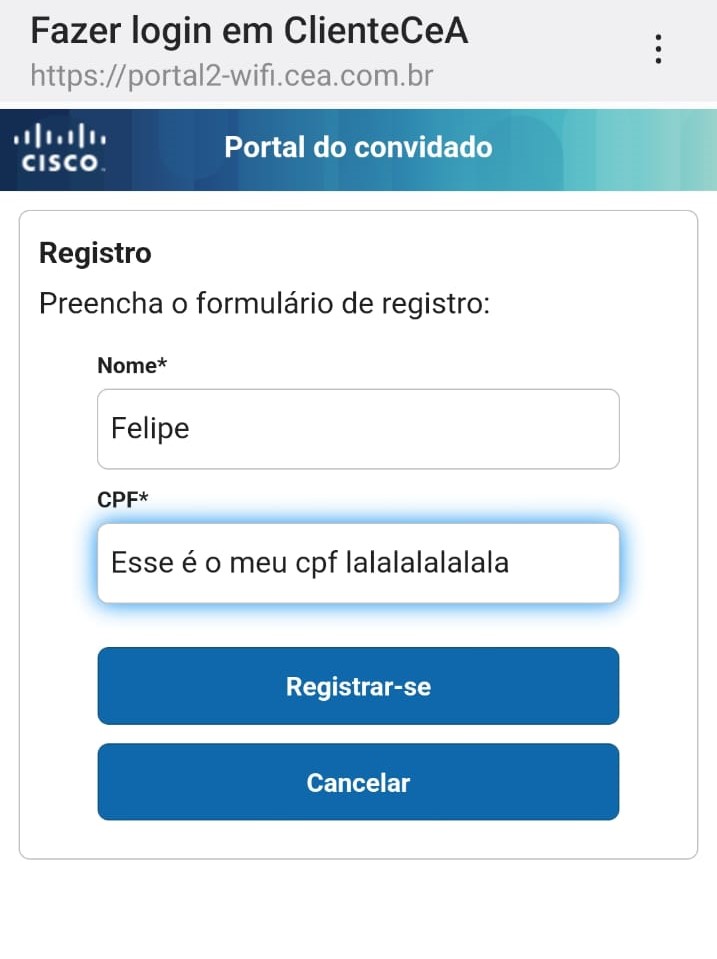 Fazer login em ClienteCeA
https://portal2-wifi.cea.com.br
CISCO
Portal do convidado
Registro
Preencha o formulário de registro:
Nome*
Felipe
CPF*
Esse é o meu cpf lalalalalalala
Registrar-se
Cancelar